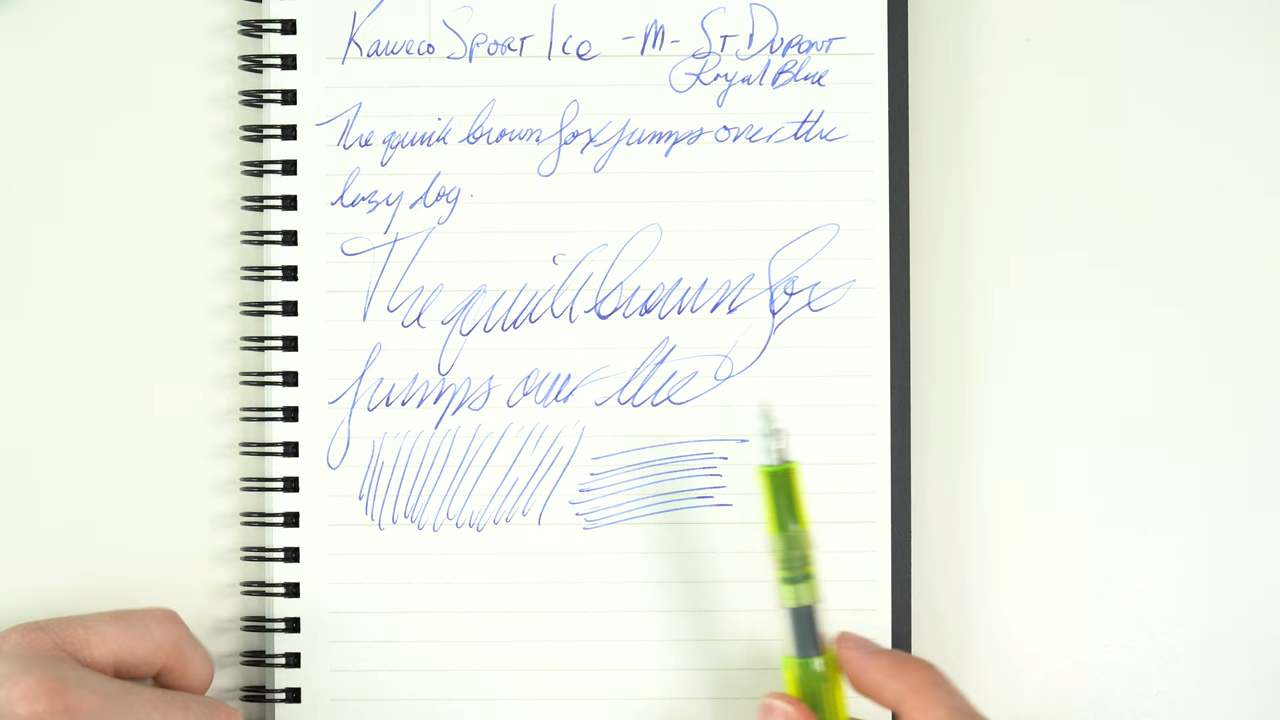 Kaweco Sport Ice -M- St Dupont
Royal Blue
The quick brown fox jumps over the
lazy dog.
The quick brown fox
jumps over the